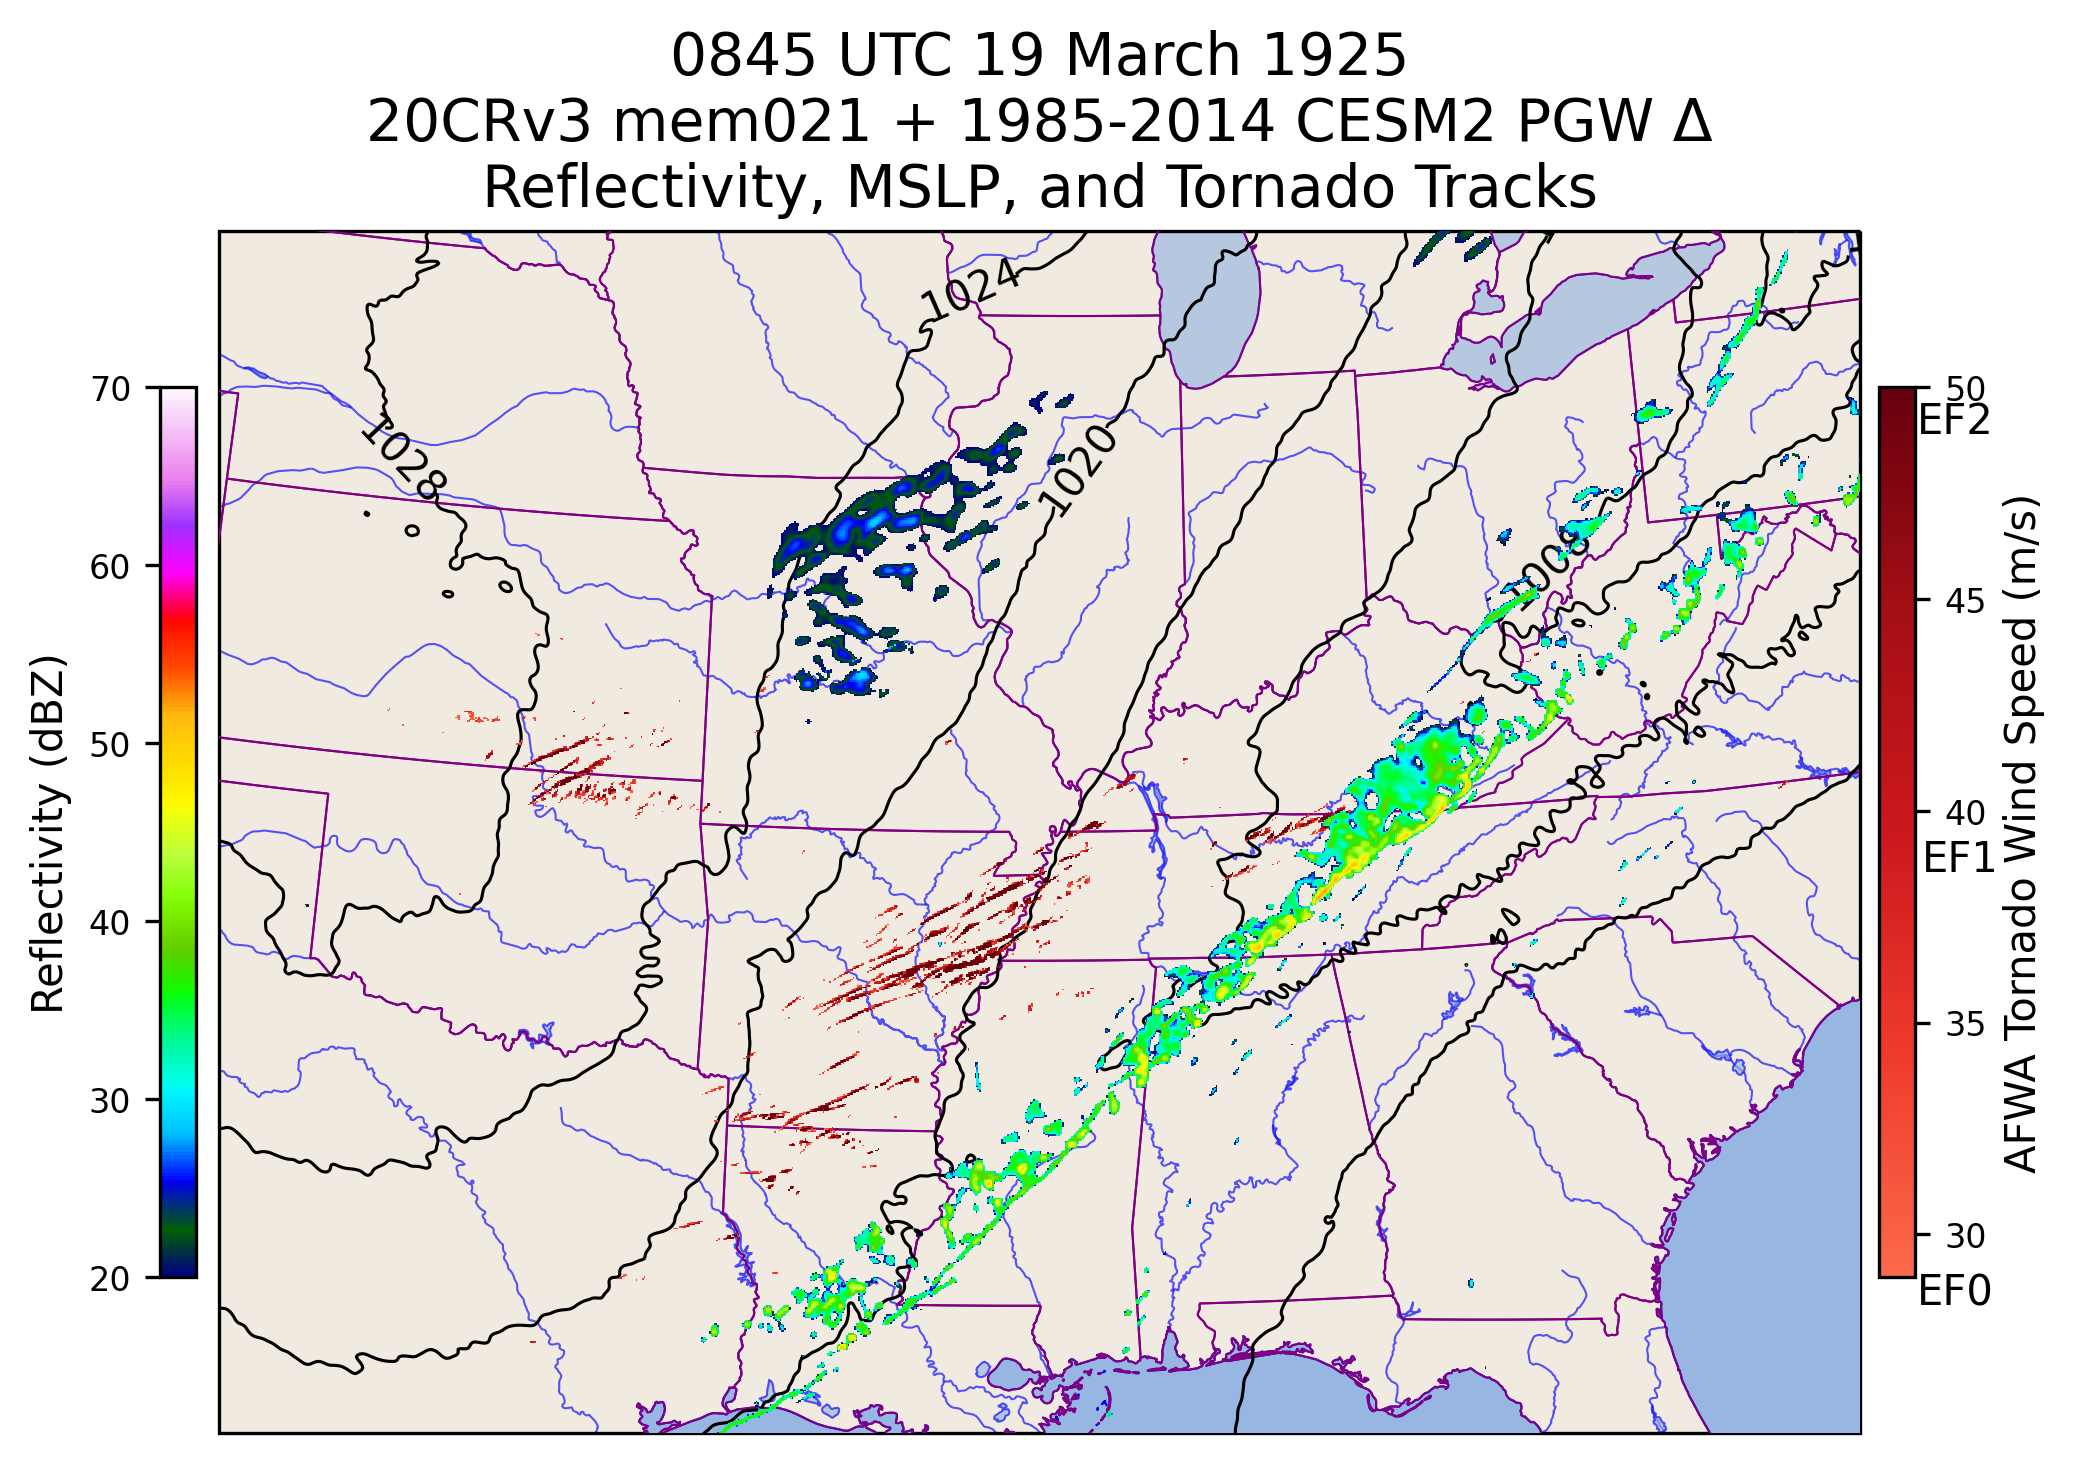 0845 UTC 19 March 1925
20CRv3 mem021 + 1985-2014 CESM2 PGW Δ
Reflectivity, MSLP, and Tornado Tracks
1024
1028
1020
1008
70
60
50
40
30
20
Reflectivity (dBZ)
50
EF2
45
40
EF1
35
30
EF0
AFWA Tornado Wind Speed (m/s)